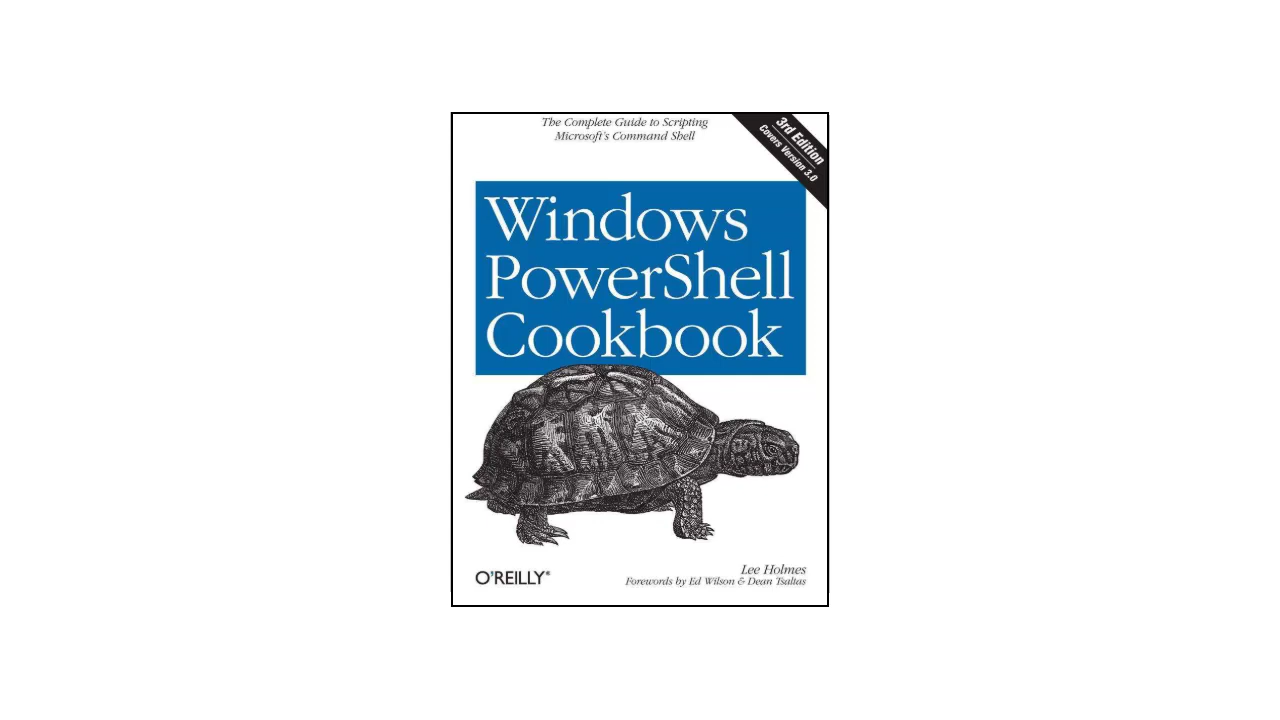 The Complete Guide to Scripting
Microsoft's Command Shell
3rd Edition
Covers Version 3.0
Windows
PowerShell
Cookbook
O'REILLY®
Lee Holmes
Forewords by Ed Wilson & Dean Tsaltas